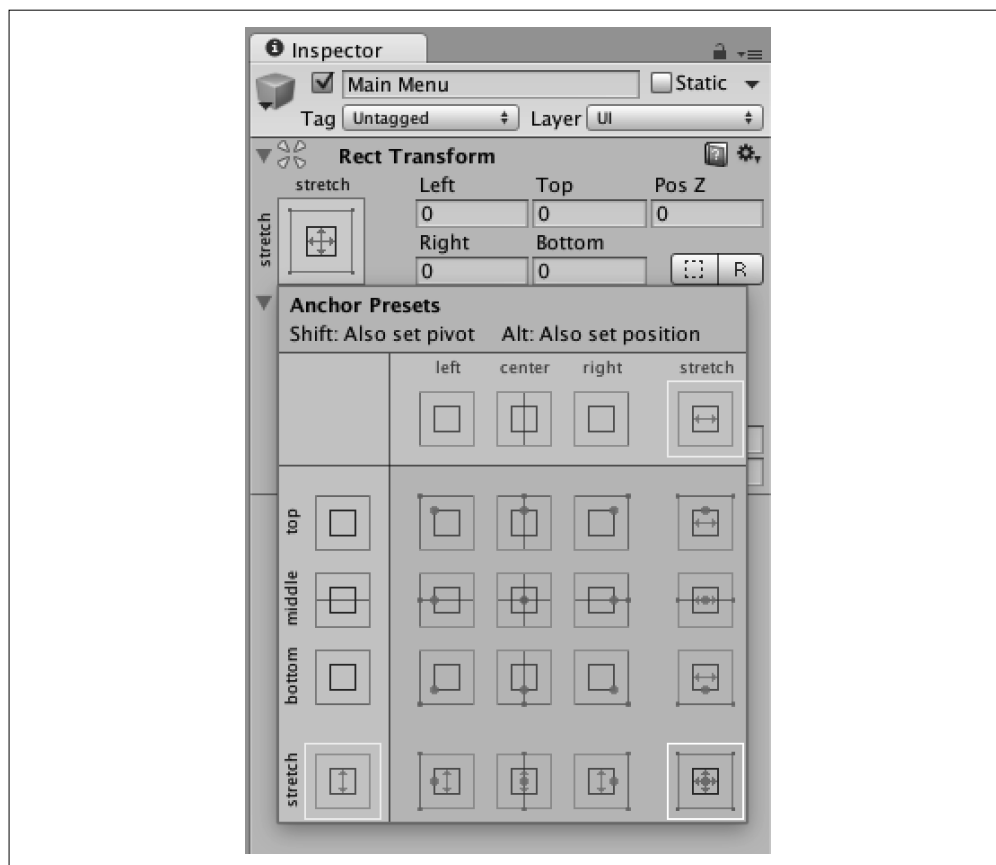 Inspector
Main Menu
Static
Tag Untagged Layer UI
Rect Transform
stretch Left Top Pos Z
stretch
0 0 0
Right Bottom
0 0 R
Anchor Presets
Shift: Also set pivot Alt: Also set position
left center right stretch
top
middle
bottom
stretch